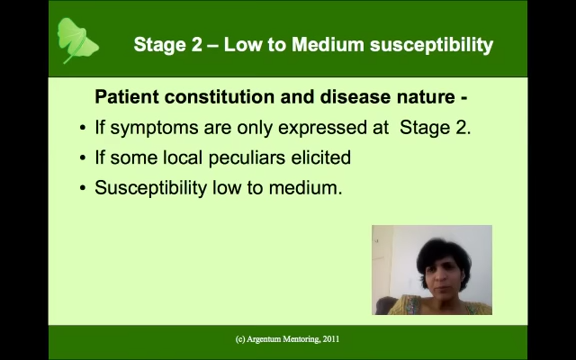 Stage 2 – Low to Medium susceptibility
Patient constitution and disease nature -
• If symptoms are only expressed at Stage 2.
• If some local peculiars elicited
• Susceptibility low to medium.
(c) Argentum Mentoring, 2011